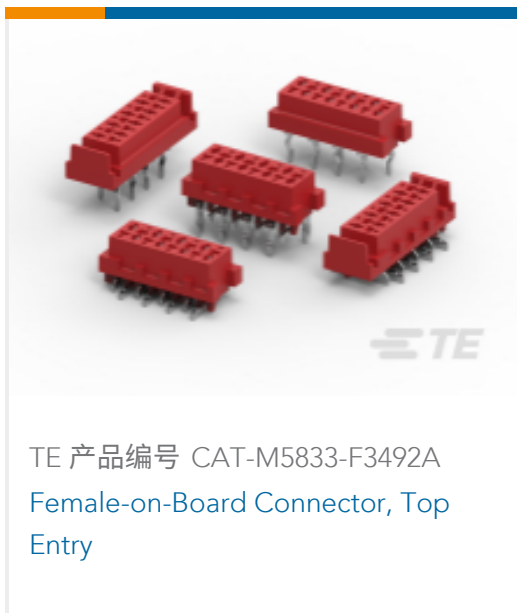 TE
TE 产品编号 CAT-M5833-F3492A
Female-on-Board Connector, Top
Entry